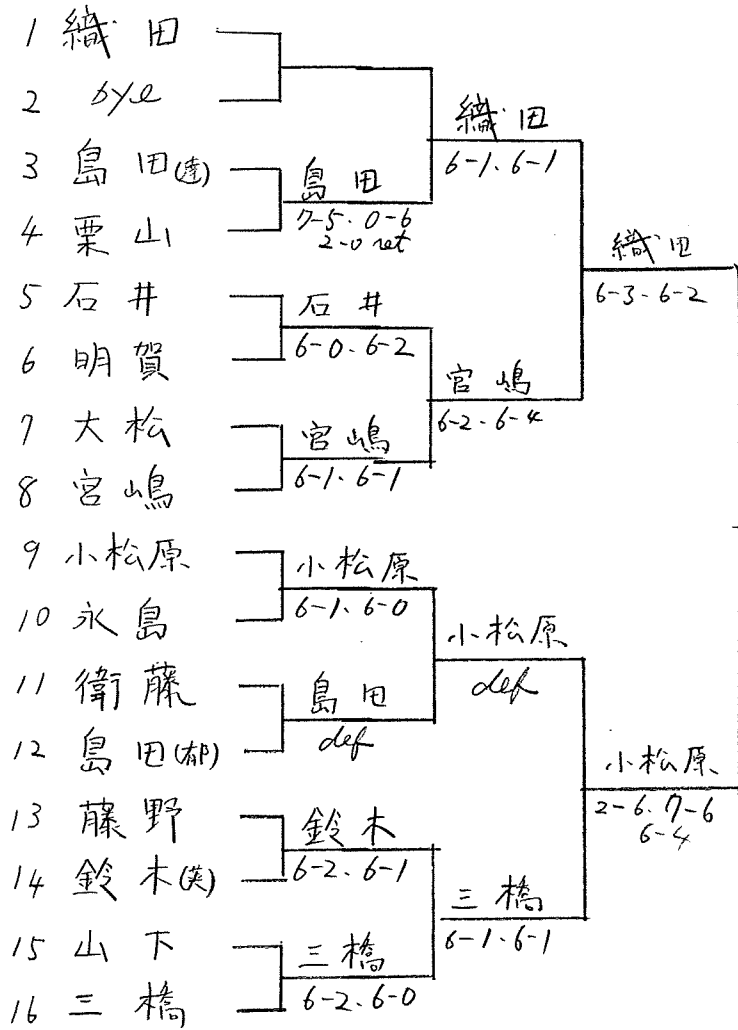 1 織田
2 bye
3 島田(達)
4 栗山
5 石井
6 明賀
7 大松
8 宮嶋
9 小松原
10 永島
11 衛藤
12 島田(郁)
13 藤野
14 鈴木(英)
15 山下
16 三橋
島田
7-5. 0-6
2-0 ret
石井
6-0. 6-2
宮嶋
6-1. 6-1
小松原
6-1. 6-0
島田
def
鈴木
6-2. 6-1
三橋
6-2. 6-0
織田
6-1. 6-1
宮嶋
6-2. 6-4
小松原
def
三橋
6-1. 6-1
織田
6-3. 6-2
小松原
2-6. 7-6
6-4